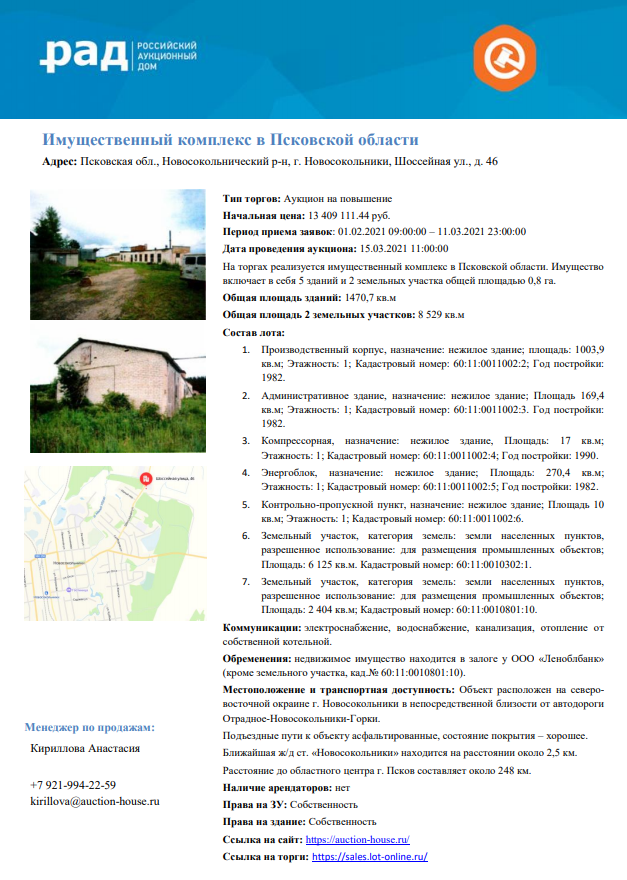 рад РОССИЙСКИЙ
АУКЦИОННЫЙ
ДОМ
Имущественный комплекс в Псковской области
Адрес: Псковская обл., Новосокольнический р-н, г. Новосокольники, Шоссейная ул., д. 46
Тип торгов: Аукцион на повышение
Начальная цена: 13 409 111.44 руб.
Период приема заявок: 01.02.2021 09:00:00 – 11.03.2021 23:00:00
Дата проведения аукциона: 15.03.2021 11:00:00
На торгах реализуется имущественный комплекс в Псковской области. Имущество
включает в себя 5 зданий и 2 земельных участка общей площадью 0,8 га.
Общая площадь зданий: 1470,7 кв.м
Общая площадь 2 земельных участков: 8 529 кв.м
Состав лота:
1. Производственный корпус, назначение: нежилое здание; площадь: 1003,9
кв.м; Этажность: 1; Кадастровый номер: 60:11:0011002:2; Год постройки:
1982.
2. Административное здание, назначение: нежилое здание; Площадь 169,4
кв.м; Этажность: 1; Кадастровый номер: 60:11:0011002:3. Год постройки:
1982.
3. Компрессорная, назначение: нежилое здание, Площадь: 17 кв.м;
Этажность: 1; Кадастровый номер: 60:11:0011002:4; Год постройки: 1990.
4. Энергоблок, назначение: нежилое здание; Площадь: 270,4 кв.м;
Этажность: 1; Кадастровый номер: 60:11:0011002:5; Год постройки: 1982.
5. Контрольно-пропускной пункт, назначение: нежилое здание; Площадь 10
кв.м; Этажность: 1; Кадастровый номер: 60:11:0011002:6.
6. Земельный участок, категория земель: земли населенных пунктов,
разрешенное использование: для размещения промышленных объектов;
Площадь: 6 125 кв.м. Кадастровый номер: 60:11:0010302:1.
7. Земельный участок, категория земель: земли населенных пунктов,
разрешенное использование: для размещения промышленных объектов;
Площадь: 2 404 кв.м; Кадастровый номер: 60:11:0010801:10.
Коммуникации: электроснабжение, водоснабжение, канализация, отопление от
собственной котельной.
Обременения: недвижимое имущество находится в залоге у ООО «Леноблбанк»
(кроме земельного участка, кад.№ 60:11:0010801:10).
Местоположение и транспортная доступность: Объект расположен на северо-
восточной окраине г. Новосокольники в непосредственной близости от автодороги
Отрадное-Новосокольники-Горки.
Подъездные пути к объекту асфальтированные, состояние покрытия – хорошее.
Ближайшая ж/д ст. «Новосокольники» находится на расстоянии около 2,5 км.
Расстояние до областного центра г. Псков составляет около 248 км.
Наличие арендаторов: нет
Права на ЗУ: Собственность
Права на здание: Собственность
Ссылка на сайт: https://auction-house.ru/
Ссылка на торги: https://sales.lot-online.ru/
Шоссейная улица, 46
Новосокольники
Менеджер по продажам:
Кириллова Анастасия
+7 921-994-22-59
kirillova@auction-house.ru